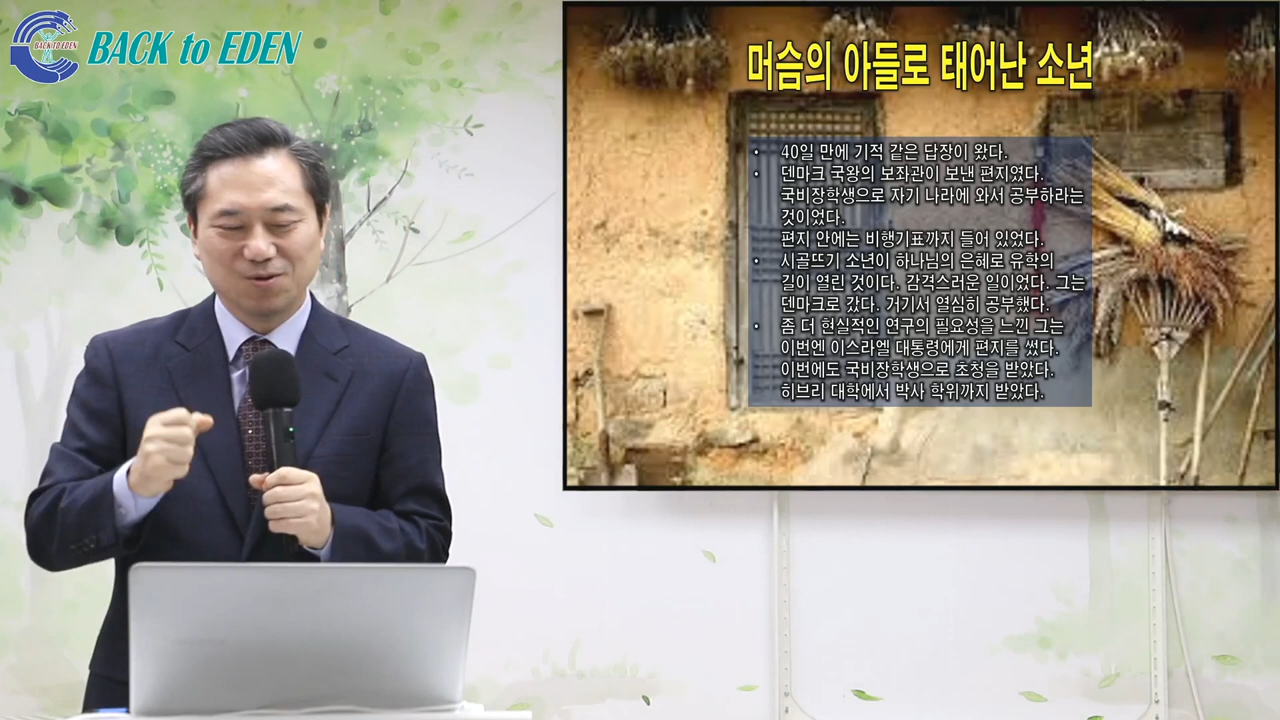 BACK to EDEN
BACK to EDEN
머슴의 아들로 태어난 소년
• 40일 만에 기적 같은 답장이 왔다.
• 덴마크 국왕의 보좌관이 보낸 편지였다.
국비장학생으로 자기 나라에 와서 공부하라는
것이었다.
편지 안에는 비행기표까지 들어 있었다.
• 시골뜨기 소년이 하나님의 은혜로 유학의
길이 열린 것이다. 감격스러운 일이었다. 그는
덴마크로 갔다. 거기서 열심히 공부했다.
• 좀 더 현실적인 연구의 필요성을 느낀 그는
이번엔 이스라엘 대통령에게 편지를 썼다.
이번에도 국비장학생으로 초청을 받았다.
히브리 대학에서 박사 학위까지 받았다.